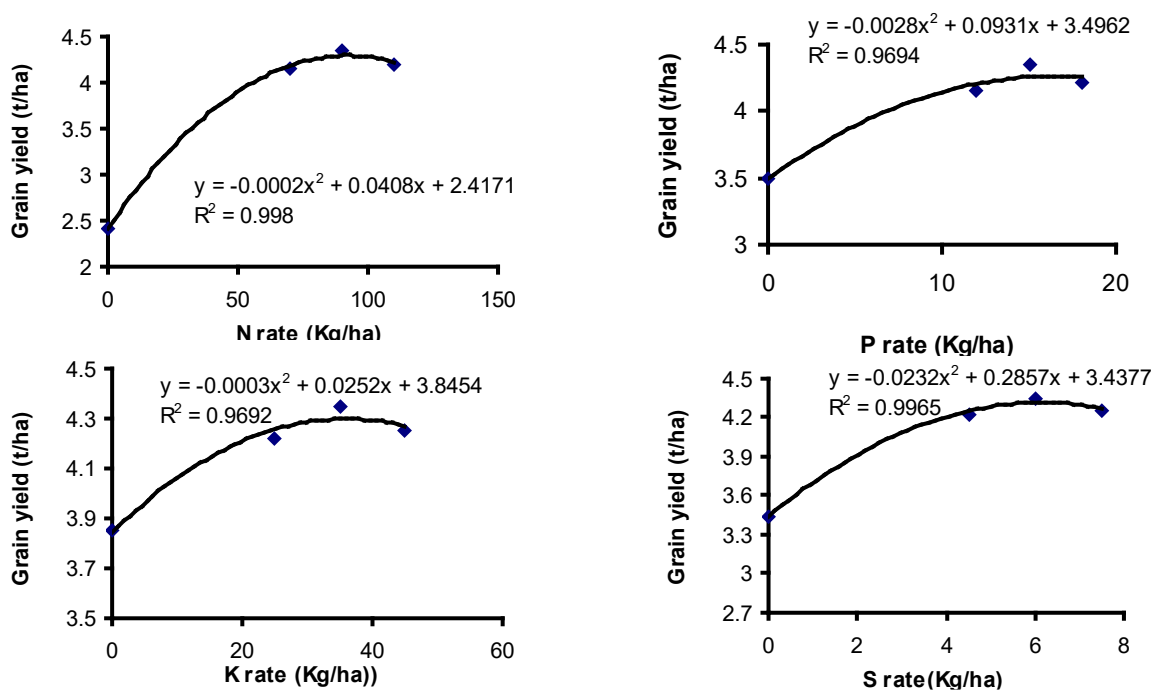 Grain yield (t/ha)
4.5
4
3.5
3
2.5
2
y = -0.0002x² + 0.0408x + 2.4171
R² = 0.998
0 50 100 150
N rate (Kg/ha)
Grain yield (t/ha)
4.5
4
3.5
3
y = -0.0028x² + 0.0931x + 3.4962
R² = 0.9694
0 10 20
P rate (Kg/ha)
Grain yield (t/ha)
4.5
4.3
4.1
3.9
3.7
3.5
y = -0.0003x² + 0.0252x + 3.8454
R² = 0.9692
0 20 40 60
K rate (Kg/ha))
Grain yield (t/ha)
4.5
4.2
3.9
3.6
3.3
3
2.7
y = -0.0232x² + 0.2857x + 3.4377
R² = 0.9965
0 2 4 6 8
S rate(Kg/ha)